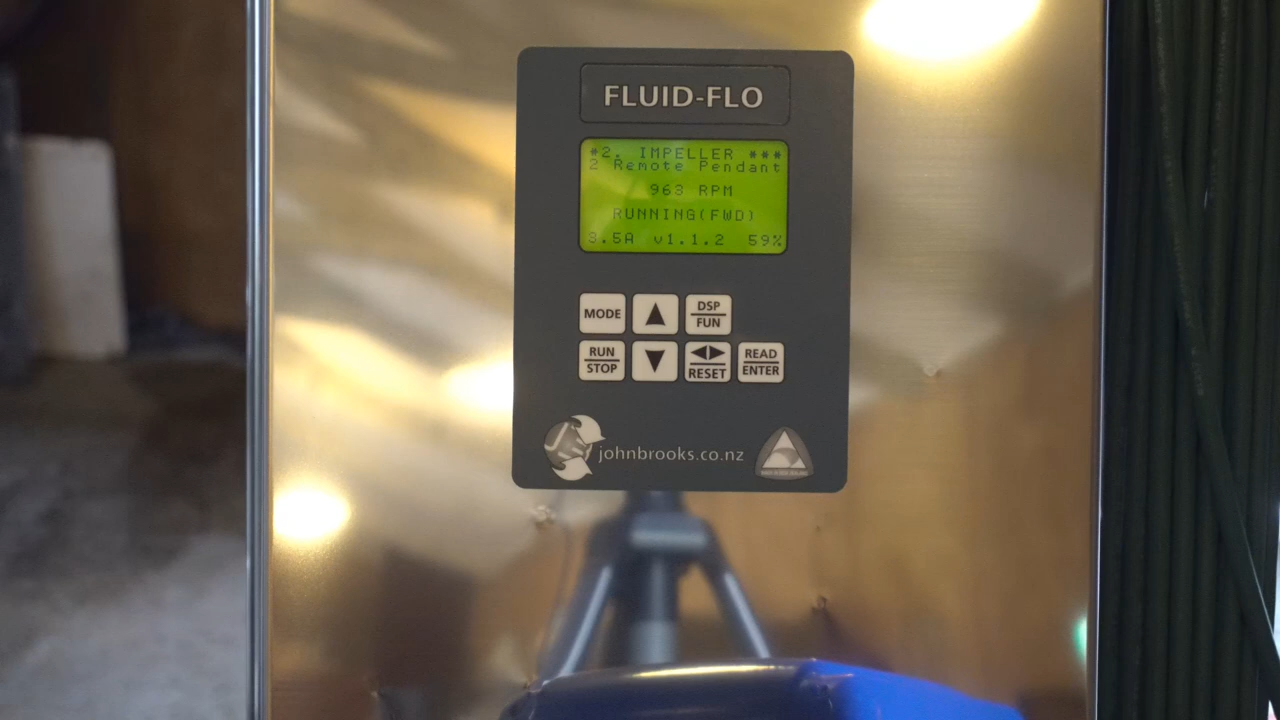 FLUID-FLO
*2. IMPELLER ***
2 Remote Pendant
963 RPM
RUNNING(FWD)
3.5A v1.1.2 59%
MODE
▲
DSP
FUN
RUN
STOP
▼
◀▶
RESET
READ
ENTER
johnbrooks.co.nz